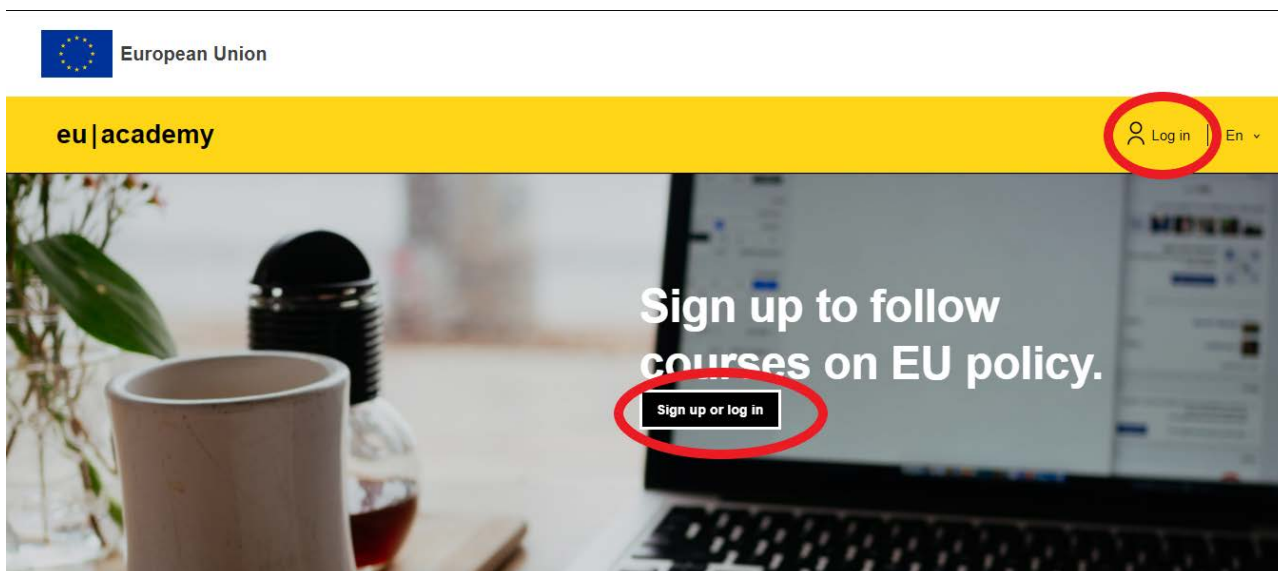 European Union
eu|academy
Log in | En
Sign up to follow
courses on EU policy.
Sign up or log in